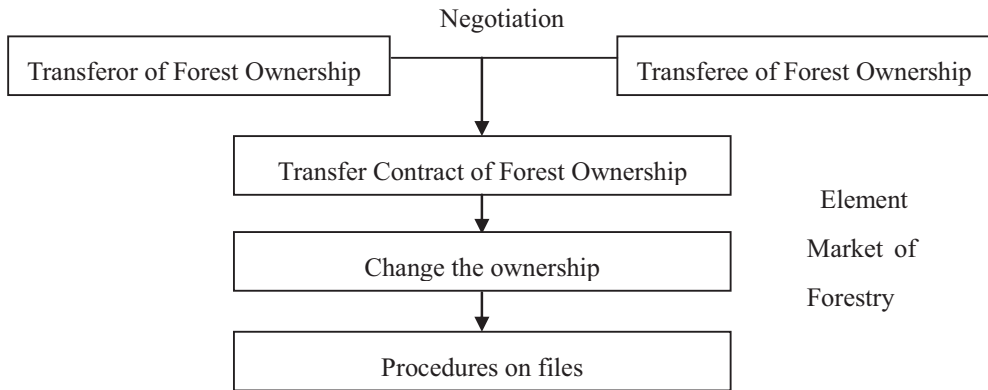 Negotiation
Transferor of Forest Ownership
Transferee of Forest Ownership
Transfer Contract of Forest Ownership
Element
Market of
Forestry
Change the ownership
Procedures on files